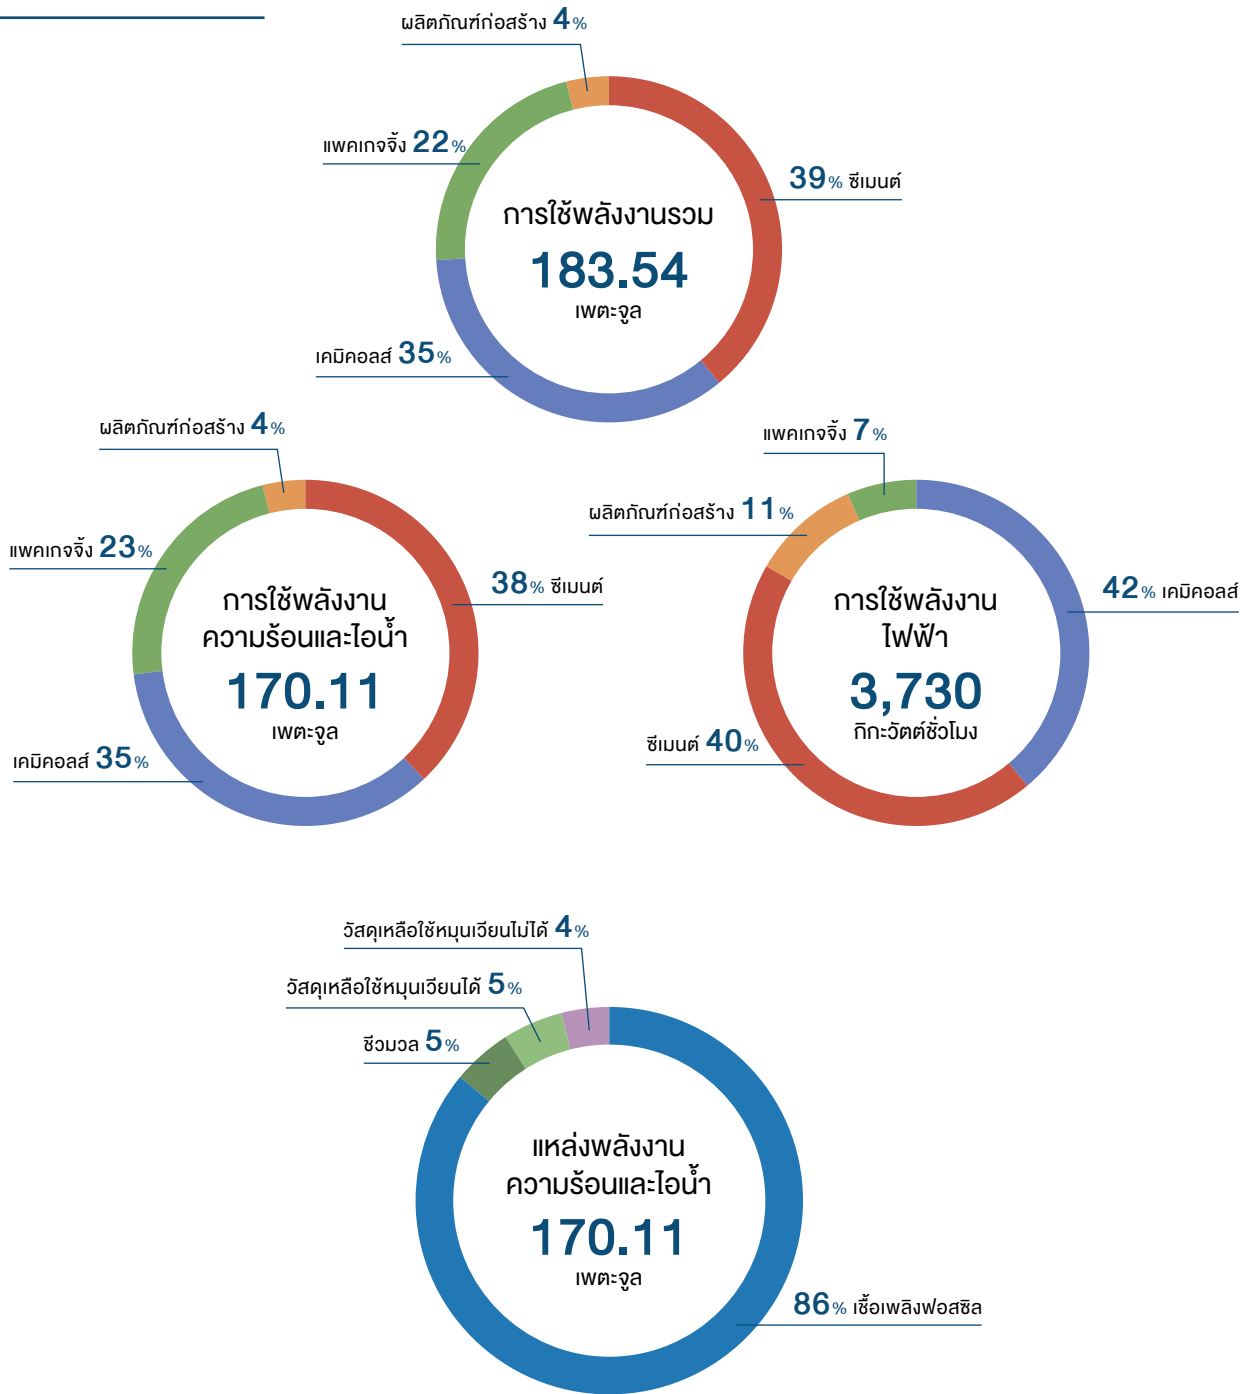 ผลิตภัณฑ์ก่อสร้าง 4%
แพคเกจจิ้ง 22%
39% ซีเมนต์
การใช้พลังงานรวม
183.54
เพตะจูล
เคมิคอลส์ 35%
ผลิตภัณฑ์ก่อสร้าง 4%
แพคเกจจิ้ง 23%
38% ซีเมนต์
การใช้พลังงาน
ความร้อนและไอน้ำ
170.11
เพตะจูล
เคมิคอลส์ 35%
แพคเกจจิ้ง 7%
ผลิตภัณฑ์ก่อสร้าง 11%
42% เคมิคอลส์
การใช้พลังงาน
ไฟฟ้า
3,730
กิกะวัตต์ชั่วโมง
ซีเมนต์ 40%
วัสดุเหลือใช้หมุนเวียนไม่ได้ 4%
วัสดุเหลือใช้หมุนเวียนได้ 5%
ชีวมวล 5%
แหล่งพลังงาน
ความร้อนและไอน้ำ
170.11
เพตะจูล
86% เชื้อเพลิงฟอสซิล